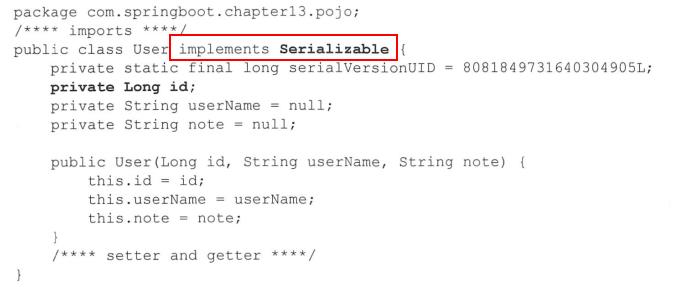 package com.springboot.chapter13.pojo;
/**** imports ****/
public class User implements Serializable {
    private static final long serialVersionUID = 8081849731640304905L;
    private Long id;
    private String userName = null;
    private String note = null;

    public User(Long id, String userName, String note) {
        this.id = id;
        this.userName = userName;
        this.note = note;
    }
    /**** setter and getter ****/
}